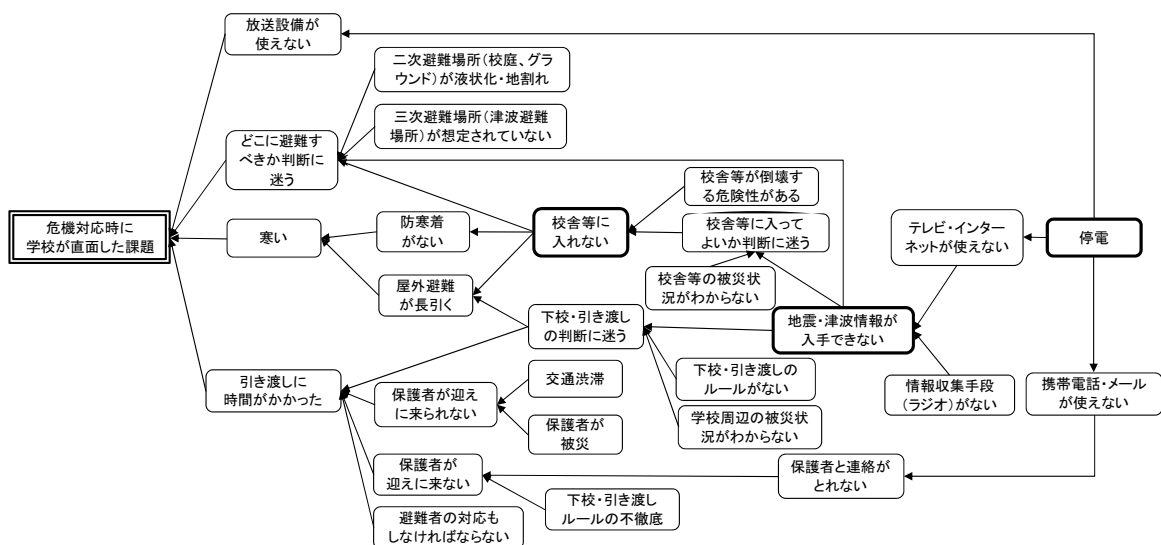 放送設備が
使えない
二次避難場所(校庭、グラ
ウンド)が液状化・地割れ
三次避難場所(津波避難
場所)が想定されていない
どこに避難す
べきか判断に
迷う
校舎等が倒壊す
る危険性がある
危機対応時に
学校が直面した課題
寒い
防寒着
がない
校舎等に
入れない
校舎等に入って
よいか判断に迷う
テレビ・インター
ネットが使えない
停電
屋外避難
が長引く
校舎等の被災状
況がわからない
下校・引き渡し
の判断に迷う
地震・津波情報が
入手できない
引き渡しに
時間がかかった
保護者が迎え
に来られない
交通渋滞
下校・引き渡しの
ルールがない
情報収集手段
(ラジオ)がない
携帯電話・メール
が使えない
保護者が
被災
学校周辺の被災状
況がわからない
保護者が
迎えに来ない
保護者と連絡が
とれない
下校・引き渡し
ルールの不徹底
避難者の対応も
しなければならない